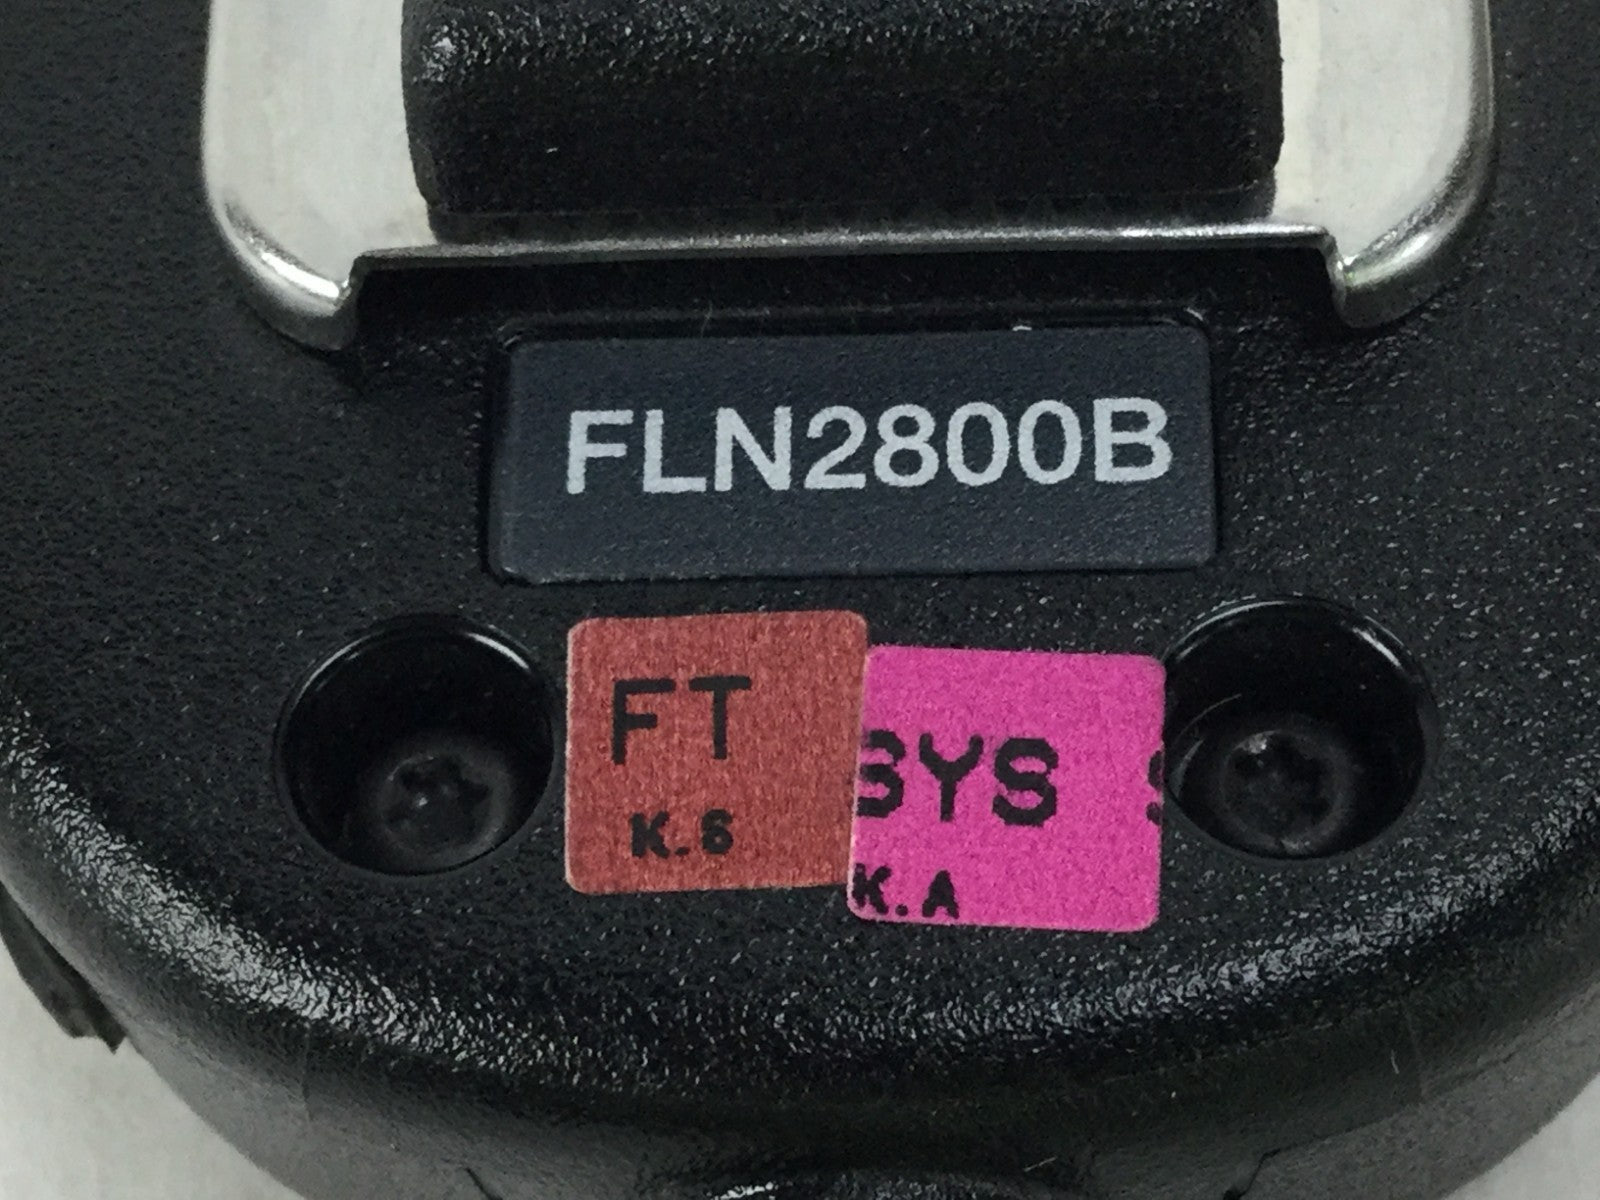 FLN2800B
FT
K.6
SYS
K.A